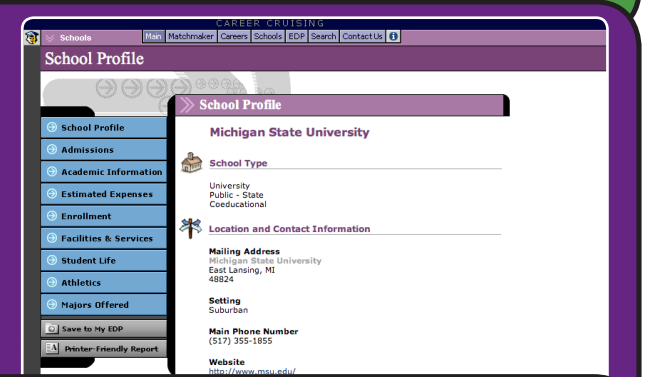 CAREER CRUISING
Schools
Main Matchmaker Careers Schools EDP Search Contact Us
School Profile
School Profile
School Profile
Admissions
Academic Information
Estimated Expenses
Enrollment
Facilities & Services
Student Life
Athletics
Majors Offered
Save to My EDP
Printer-Friendly Report
Michigan State University
School Type
University
Public - State
Coeducational
Location and Contact Information
Mailing Address
Michigan State University
East Lansing, MI
48824
Setting
Suburban
Main Phone Number
(517) 355-1855
Website
http://www.msu.edu/